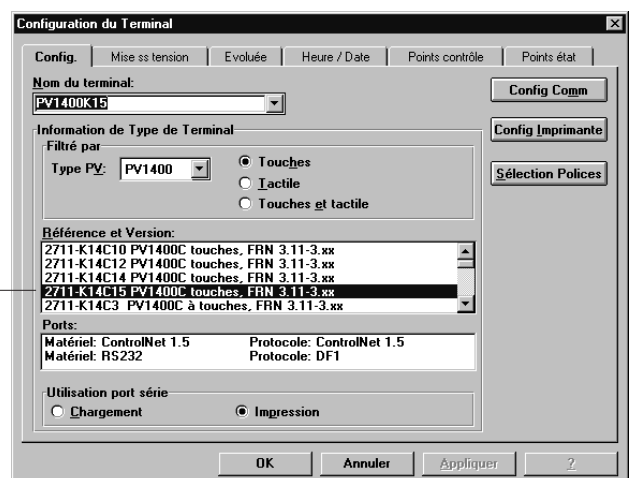 Configuration du Terminal
Config. Mise ss tension Evoluée Heure / Date Points contrôle Points état
Nom du terminal:
PV1400K15
Config Comm
Information de Type de Terminal
Config Imprimante
Filtré par
Type PV: PV1400
Touches
Tactile
Touches et tactile
Sélection Polices
Référence et Version:
2711-K14C10 PV1400C touches, FRN 3.11-3.xx
2711-K14C12 PV1400C touches, FRN 3.11-3.xx
2711-K14C14 PV1400C touches, FRN 3.11-3.xx
2711-K14C15 PV1400C touches, FRN 3.11-3.xx
2711-K14C3 PV1400C à touches, FRN 3.11-3.xx
Ports:
Matériel: ControlNet 1.5 Protocole: ControlNet 1.5
Matériel: RS232 Protocole: DF1
Utilisation port série
Chargement Impression
OK Annuler Appliquer ?